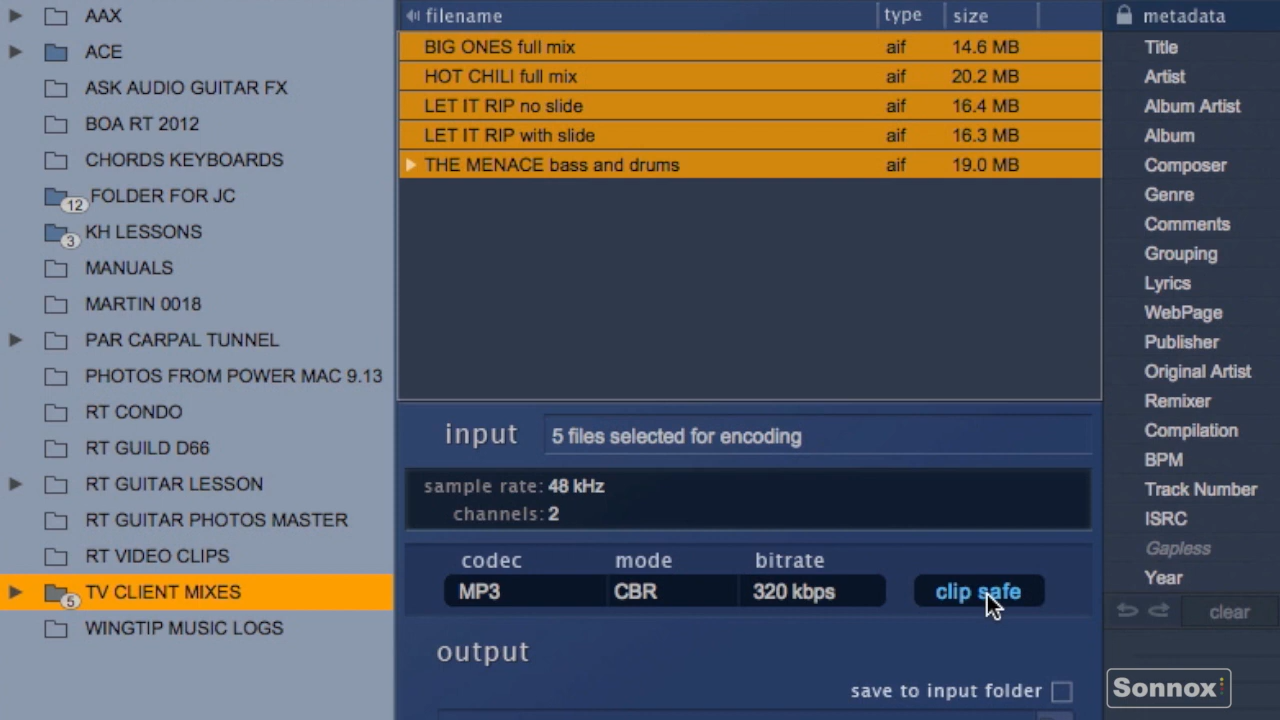 AAX
ACE
ASK AUDIO GUITAR FX
BOA RT 2012
CHORDS KEYBOARDS
12 FOLDER FOR JC
3 KH LESSONS
MANUALS
MARTIN 0018
PAR CARPAL TUNNEL
PHOTOS FROM POWER MAC 9.13
RT CONDO
RT GUILD D66
RT GUITAR LESSON
RT GUITAR PHOTOS MASTER
RT VIDEO CLIPS
5 TV CLIENT MIXES
WINGTIP MUSIC LOGS
filename type size
BIG ONES full mix aif 14.6 MB
HOT CHILI full mix aif 20.2 MB
LET IT RIP no slide aif 16.4 MB
LET IT RIP with slide aif 16.3 MB
THE MENACE bass and drums aif 19.0 MB
input 5 files selected for encoding
sample rate: 48 kHz
channels: 2
codec mode bitrate
MP3 CBR 320 kbps clip safe
output
save to input folder
metadata
Title
Artist
Album Artist
Album
Composer
Genre
Comments
Grouping
Lyrics
WebPage
Publisher
Original Artist
Remixer
Compilation
BPM
Track Number
ISRC
Gapless
Year
clear
Sonnox